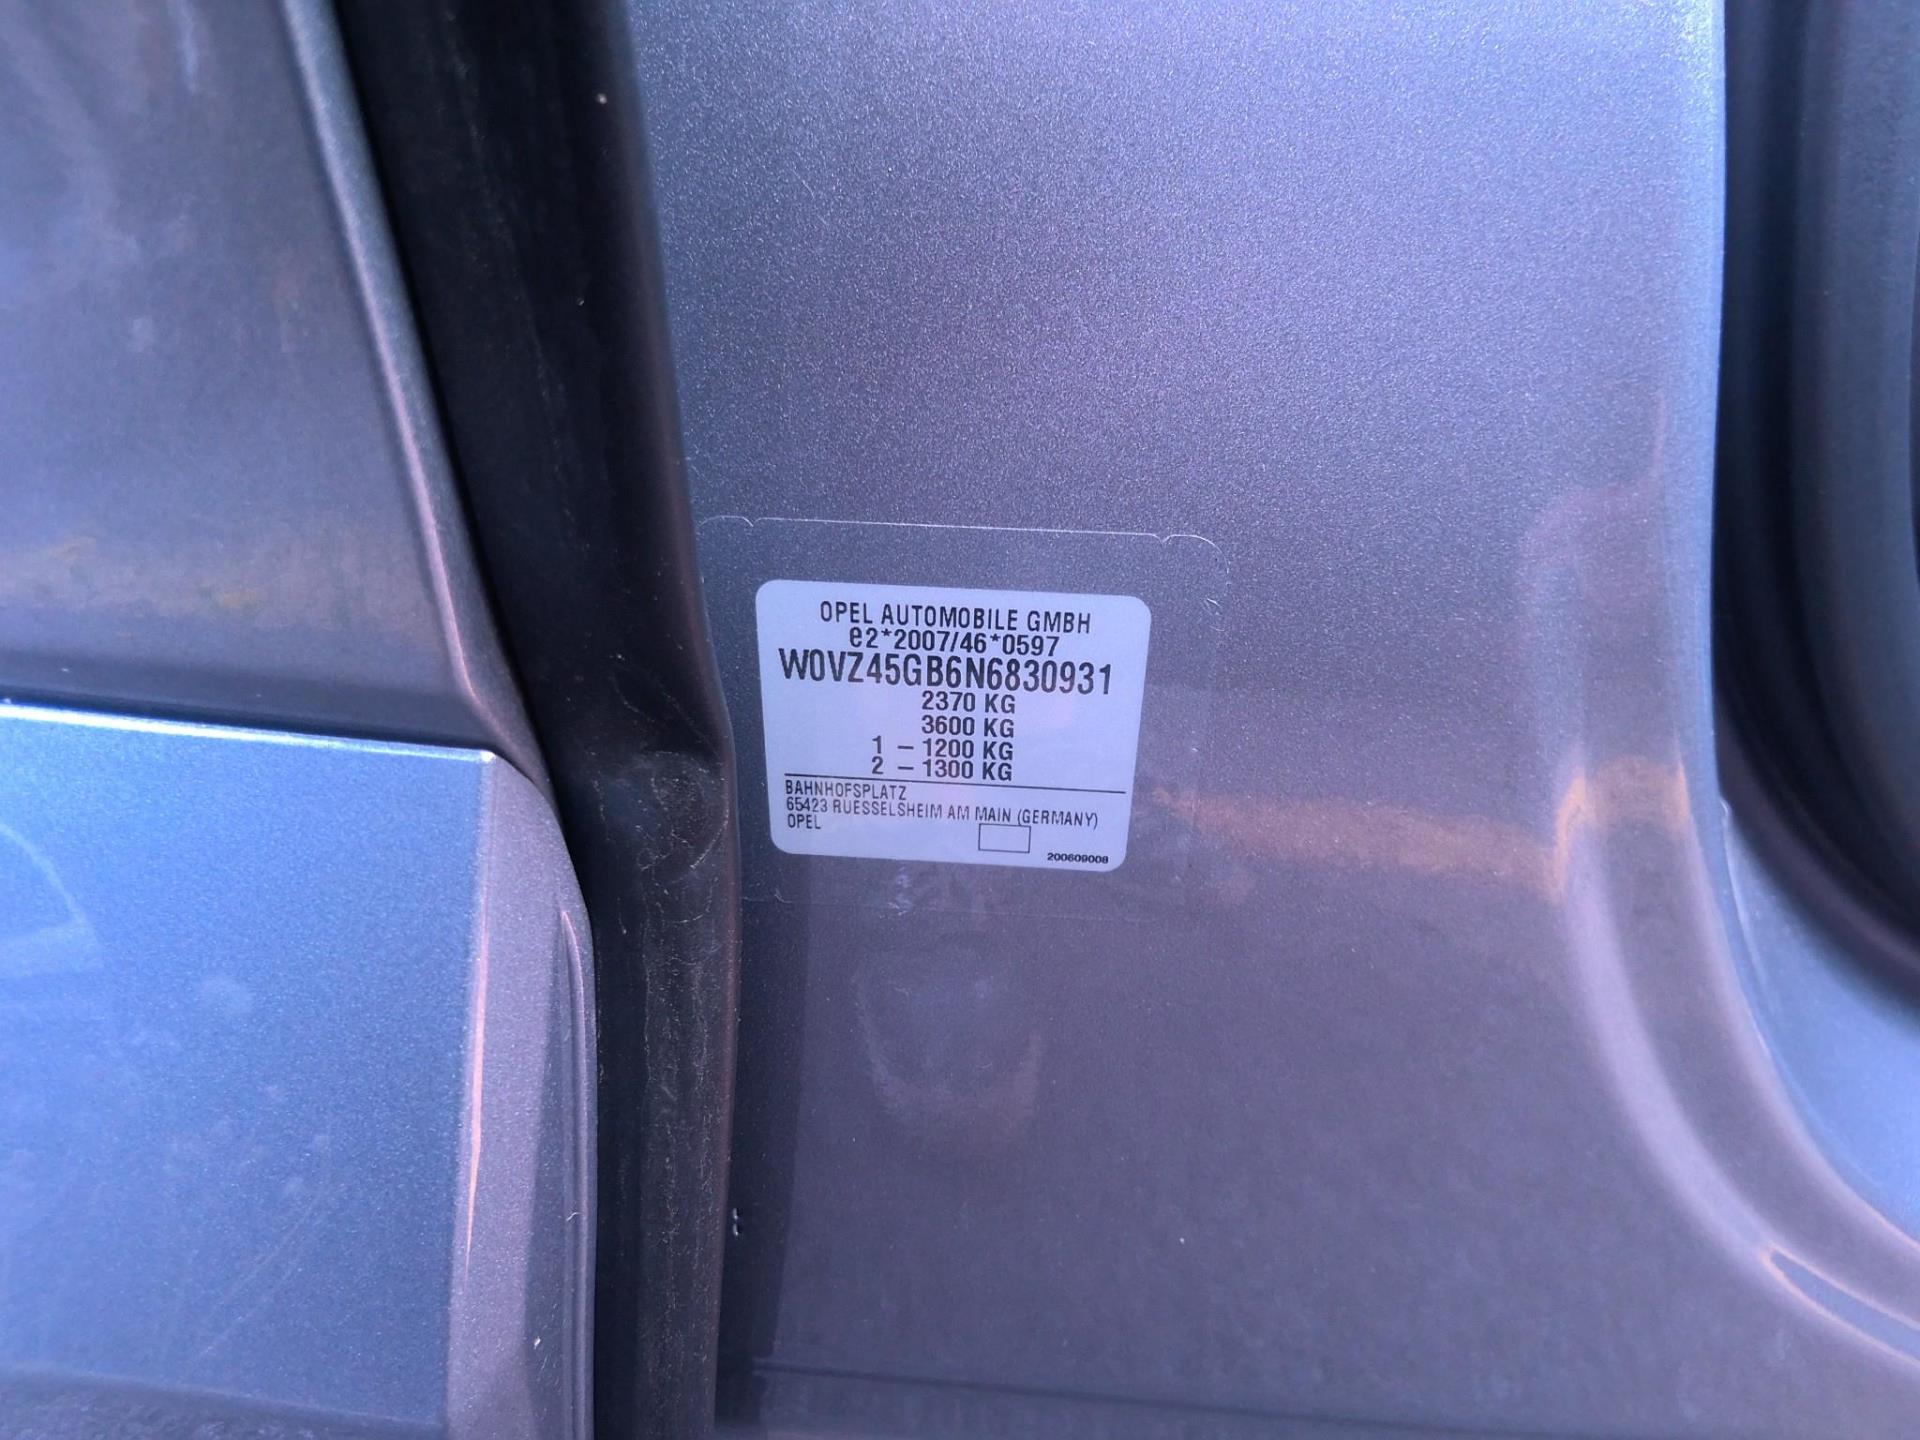 OPEL AUTOMOBILE GMBH
e2*2007/46*0597
W0VZ45GB6N6830931
2370 KG
3600 KG
1 - 1200 KG
2 - 1300 KG
BAHNHOFSPLATZ
65423 RUESSELSHEIM AM MAIN (GERMANY)
OPEL
200609008